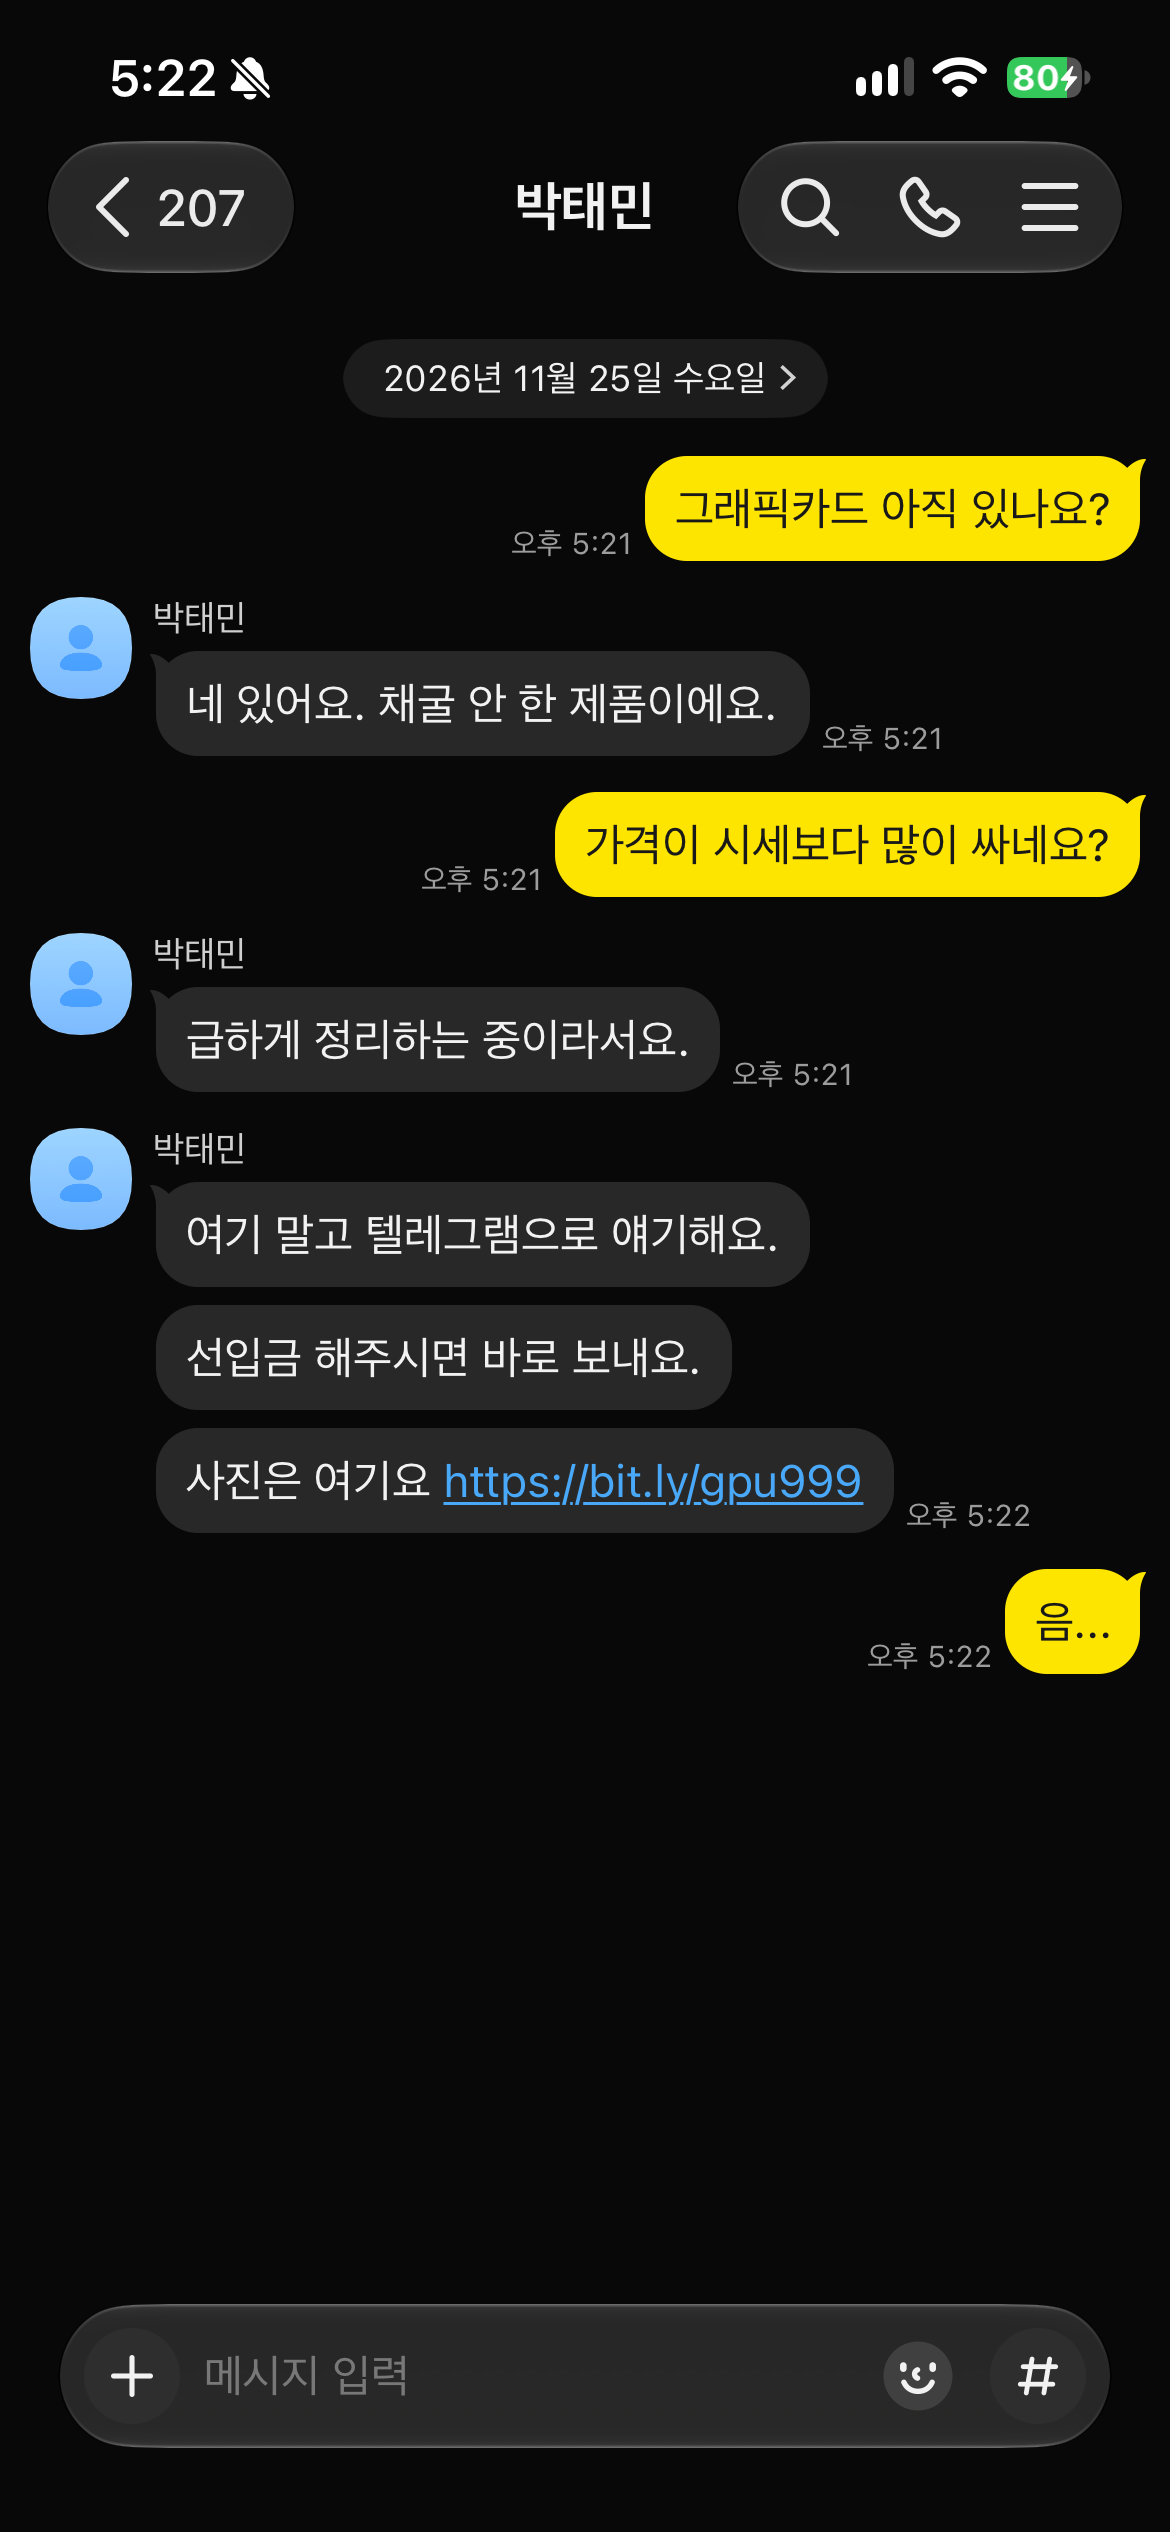 5:22
80
207
박태민
2026년 11월 25일 수요일
그래픽카드 아직 있나요?
오후 5:21
박태민
네 있어요. 채굴 안 한 제품이에요.
오후 5:21
가격이 시세보다 많이 싸네요?
오후 5:21
박태민
급하게 정리하는 중이라서요.
오후 5:21
박태민
여기 말고 텔레그램으로 얘기해요.
선입금 해주시면 바로 보내요.
사진은 여기요 https://bit.ly/gpu999
오후 5:22
음...
오후 5:22
메시지 입력
#